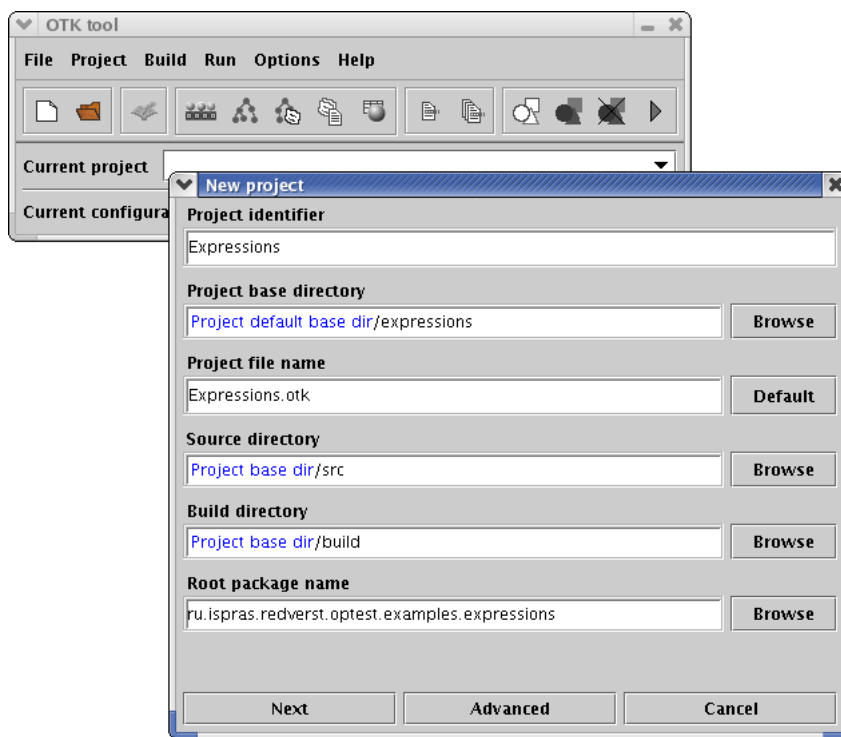 OTK tool
File Project Build Run Options Help
Current project
Current configura
New project
Project identifier
Expressions
Project base directory
Project default base dir/expressions Browse
Project file name
Expressions.otk Default
Source directory
Project base dir/src Browse
Build directory
Project base dir/build Browse
Root package name
ru.ispras.redverst.optest.examples.expressions Browse
Next Advanced Cancel